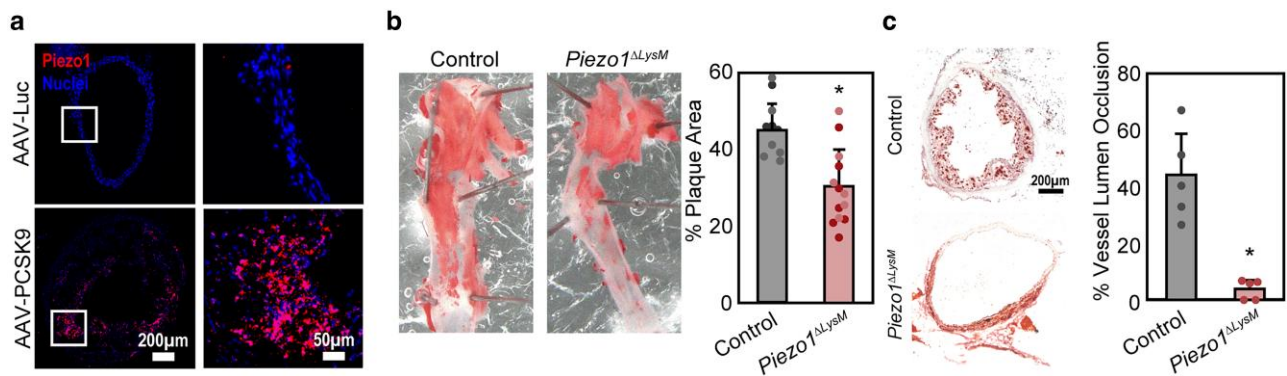 a
AAV-Luc
Piezo1
Nuclei
AAV-PCSK9
200µm
50µm
b
Control
Piezo1ΔLysM
% Plaque Area
60
40
20
0
*
Control
Piezo1ΔLysM
c
Control
200µm
Piezo1ΔLysM
% Vessel Lumen Occlusion
80
60
40
20
0
*
Control
Piezo1ΔLysM